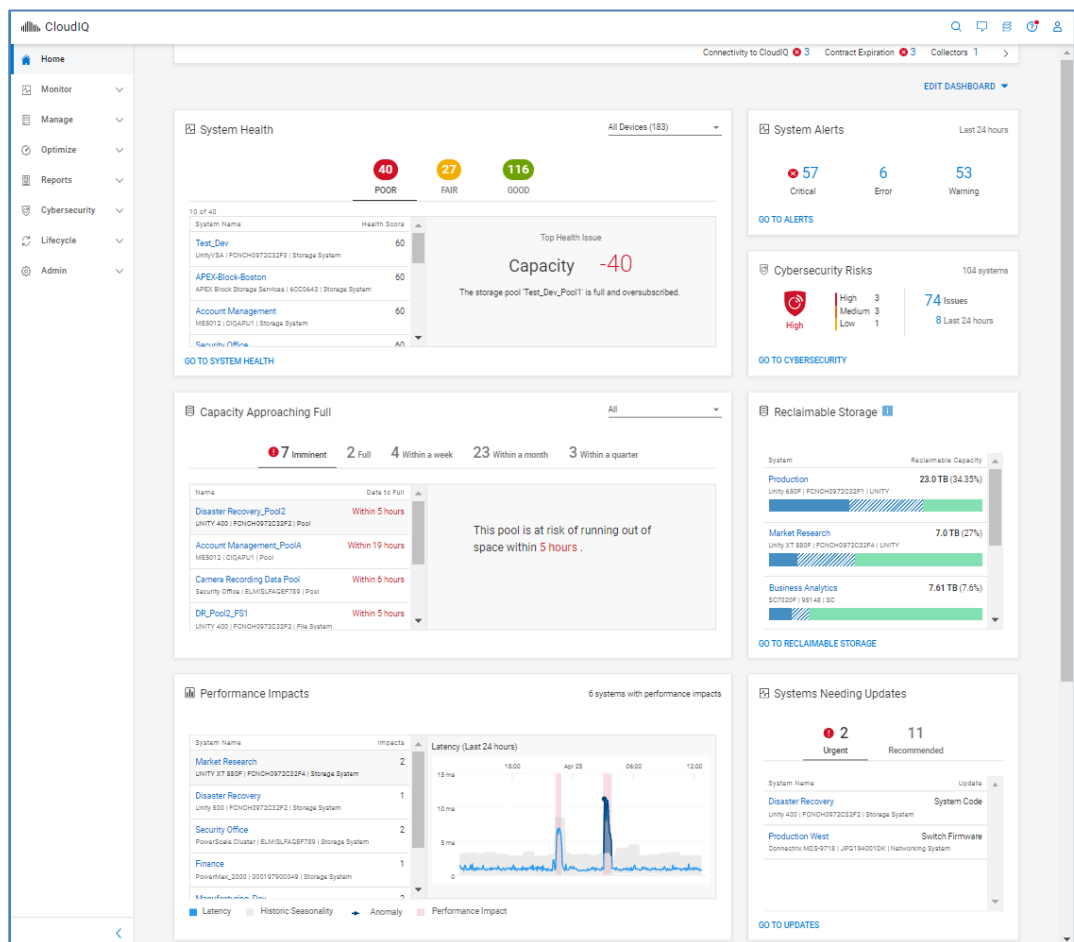 CloudIQ
Home
Monitor
Manage
Optimize
Reports
Cybersecurity
Lifecycle
Admin
Connectivity to CloudIQ 3 Contract Expiration 3 Collectors 1
EDIT DASHBOARD
System Health All Devices (183)
40 27 116
POOR FAIR GOOD
10 of 40
System Name Health Score
Test_Dev 60
UnityVSA | FCNCH0972C32F3 | Storage System
APEX-Block-Boston 60
APEX Block Storage Services | 6CC0643 | Storage System
Account Management 60
ME5012 | CIQAPU1 | Storage System
Security Office 60
Top Health Issue
Capacity -40
The storage pool 'Test_Dev_Pool1' is full and oversubscribed.
GO TO SYSTEM HEALTH
System Alerts Last 24 hours
57 6 53
Critical Error Warning
GO TO ALERTS
Cybersecurity Risks 104 systems
High
High 3
Medium 3
Low 1
74 Issues
8 Last 24 hours
GO TO CYBERSECURITY
Capacity Approaching Full All
7 Imminent 2 Full 4 Within a week 23 Within a month 3 Within a quarter
Name Date to Full
Disaster Recovery_Pool2 Within 5 hours
UNITY 400 | FCNCH0972C32F2 | Pool
Account Management_PoolA Within 19 hours
ME5012 | CIQAPU1 | Pool
Camera Recording Data Pool Within 6 hours
Security Office | ELMISLFAGEF789 | Pool
DR_Pool2_FS1 Within 5 hours
UNITY 400 | FCNCH0972C32F2 | File System
This pool is at risk of running out of
space within 5 hours .
Reclaimable Storage
System Reclaimable Capacity
Production 23.0 TB (34.35%)
Unity 650F | FCNCH0972C32F1 | UNITY
Market Research 7.0 TB (27%)
Unity XT 880F | FCNCH0972C32F4 | UNITY
Business Analytics 7.61 TB (7.6%)
SC7020F | 95148 | SC
GO TO RECLAIMABLE STORAGE
Performance Impacts 6 systems with performance impacts
System Name Impacts
Market Research 2
UNITY XT 880F | FCNCH0972C32F4 | Storage System
Disaster Recovery 1
Unity 500 | FCNCH0972C32F2 | Storage System
Security Office 2
PowerScale Cluster | ELMISLFAGEF789 | Storage System
Finance 1
PowerMax_2000 | 000197900049 | Storage System
Manufacturing_Dev 2
Latency (Last 24 hours)
18:00 Apr 25 06:00 12:00
15 ms
10 ms
5 ms
0
Latency Historic Seasonality Anomaly Performance Impact
Systems Needing Updates
2 11
Urgent Recommended
System Name Update
Disaster Recovery System Code
Unity 400 | FCNCH0972C32F2 | Storage System
Production West Switch Firmware
Connectrix MDS-9718 | JPG194001DK | Networking System
GO TO UPDATES